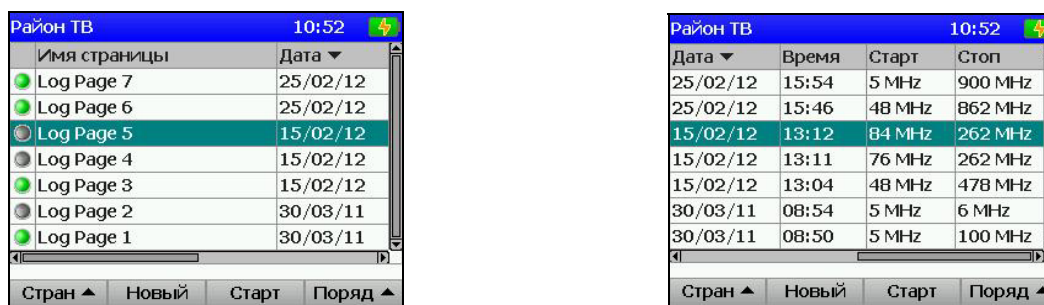 Район ТВ 10:52
Имя страницы Дата
Log Page 7 25/02/12
Log Page 6 25/02/12
Log Page 5 15/02/12
Log Page 4 15/02/12
Log Page 3 15/02/12
Log Page 2 30/03/11
Log Page 1 30/03/11
Стран Новый Старт Поряд
Район ТВ 10:52
Дата Время Старт Стоп
25/02/12 15:54 5 MHz 900 MHz
25/02/12 15:46 48 MHz 862 MHz
15/02/12 13:12 84 MHz 262 MHz
15/02/12 13:11 76 MHz 262 MHz
15/02/12 13:04 48 MHz 478 MHz
30/03/11 08:54 5 MHz 6 MHz
30/03/11 08:50 5 MHz 100 MHz
Стран Новый Старт Поряд